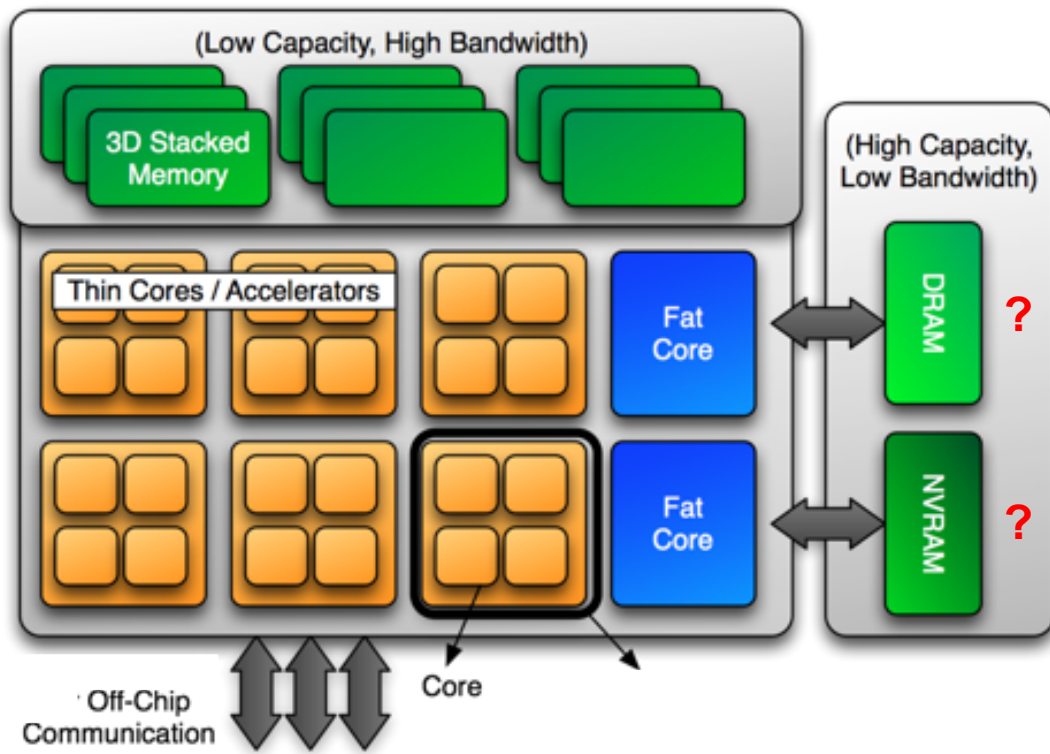 (Low Capacity, High Bandwidth)
3D Stacked
Memory
(High Capacity,
Low Bandwidth)
Thin Cores / Accelerators
Fat
Core
DRAM
?
Fat
Core
NVRAM
?
Core
Off-Chip
Communication